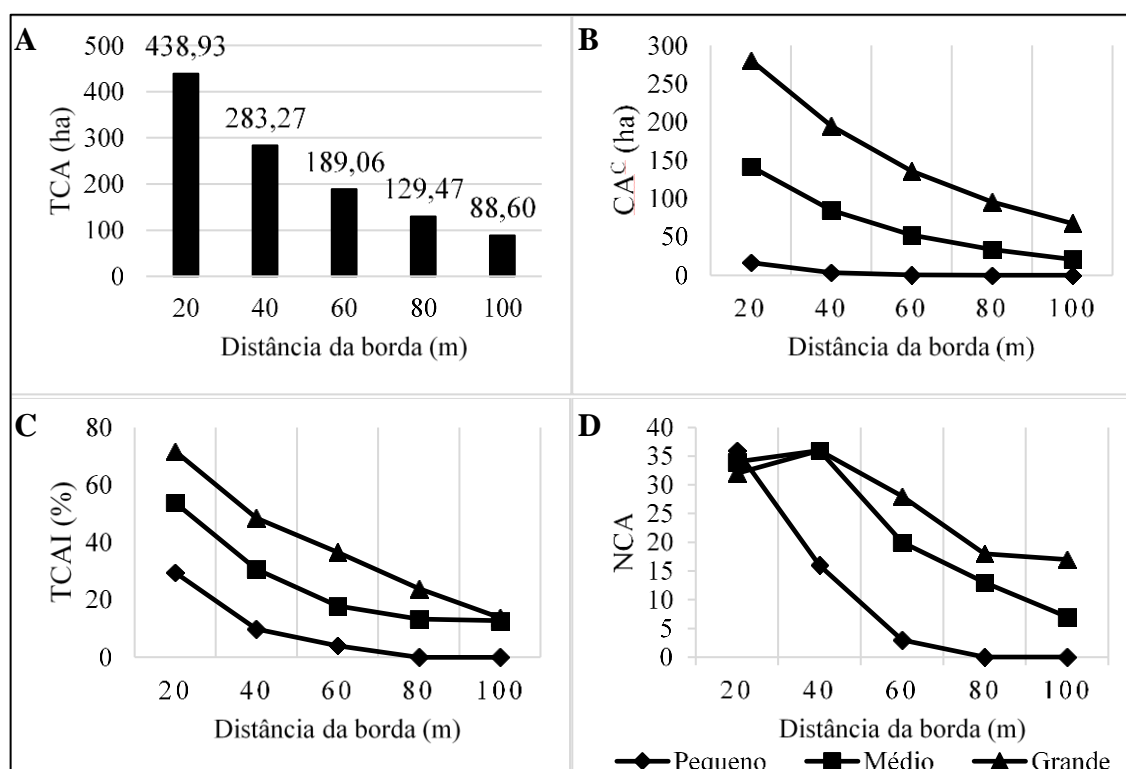 A
TCA (ha)
500
400
300
200
100
0
438,93
283,27
189,06
129,47
88,60
20 40 60 80 100
Distância da borda (m)
B
CAC (ha)
300
250
200
150
100
50
0
20 40 60 80 100
Distância da borda (m)
C
TCAI (%)
80
60
40
20
0
20 40 60 80 100
Distância da borda (m)
D
NCA
40
35
30
25
20
15
10
5
0
20 40 60 80 100
Distância da borda (m)
Pequeno Médio Grande